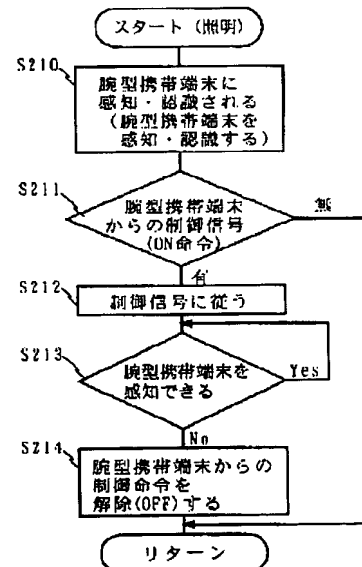 スタート(照明)
S210
腕型携帯端末に
感知・認識される
(腕型携帯端末を
感知・認識する)
S211
腕型携帯端末
からの制御信号
(ON命令)
無
有
S212
制御信号に従う
S213
腕型携帯端末を
感知できる
Yes
No
S214
腕型携帯端末からの
制御命令を
解除(OFF)する
リターン